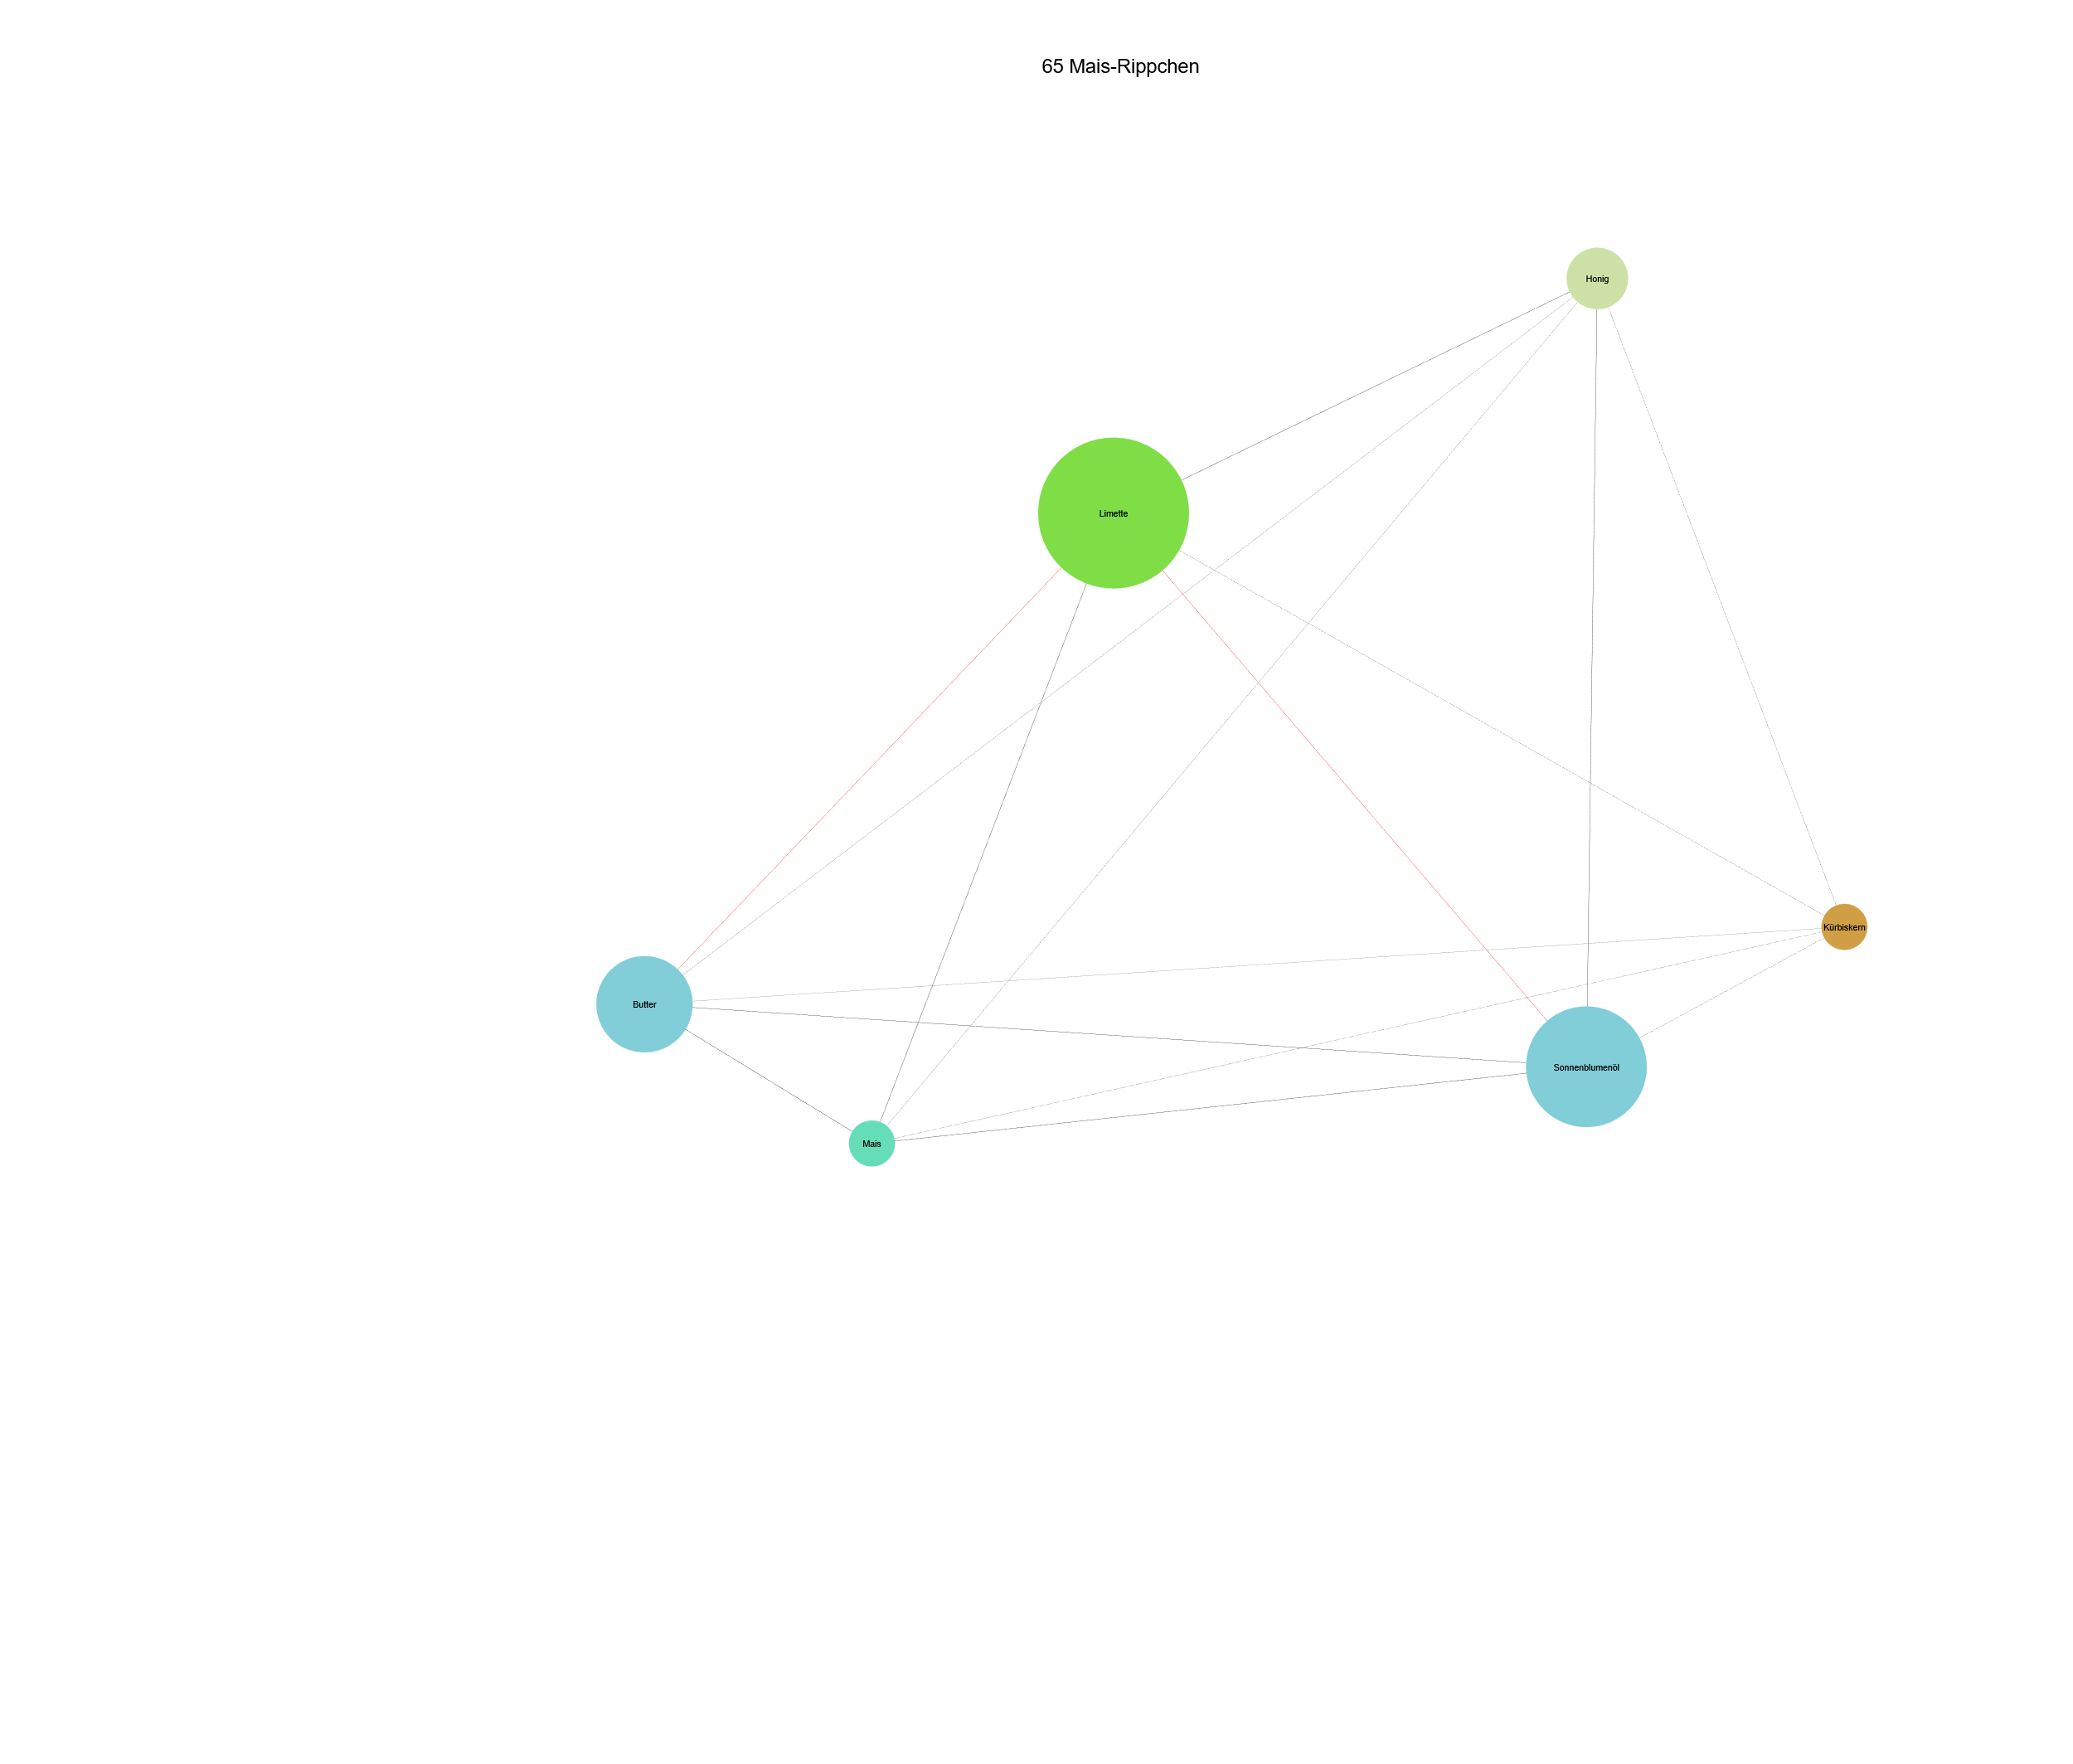 65 Mais-Rippchen
Honig
Limette
Kürbiskern
Butter
Sonnenblumenöl
Mais